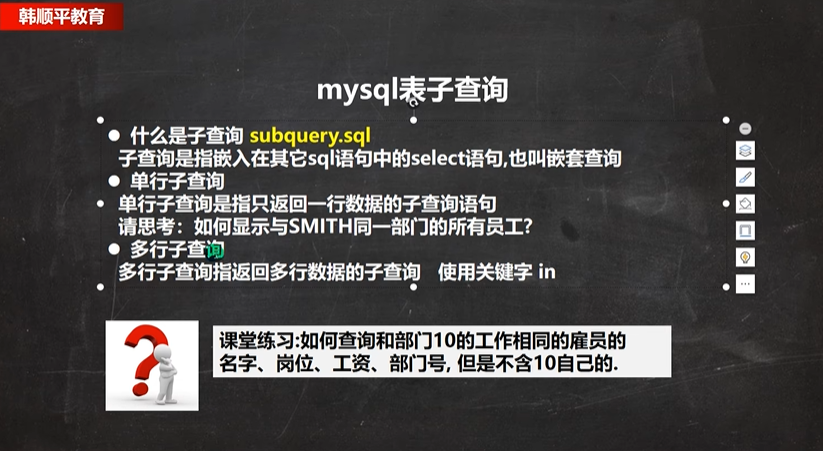 韩顺平教育
mysql表子查询
● 什么是子查询 subquery.sql
子查询是指嵌入在其它sql语句中的select语句,也叫嵌套查询
● 单行子查询
单行子查询是指只返回一行数据的子查询语句
请思考：如何显示与SMITH同一部门的所有员工?
● 多行子查询
多行子查询指返回多行数据的子查询 使用关键字 in
课堂练习:如何查询和部门10的工作相同的雇员的
名字、岗位、工资、部门号, 但是不含10自己的.